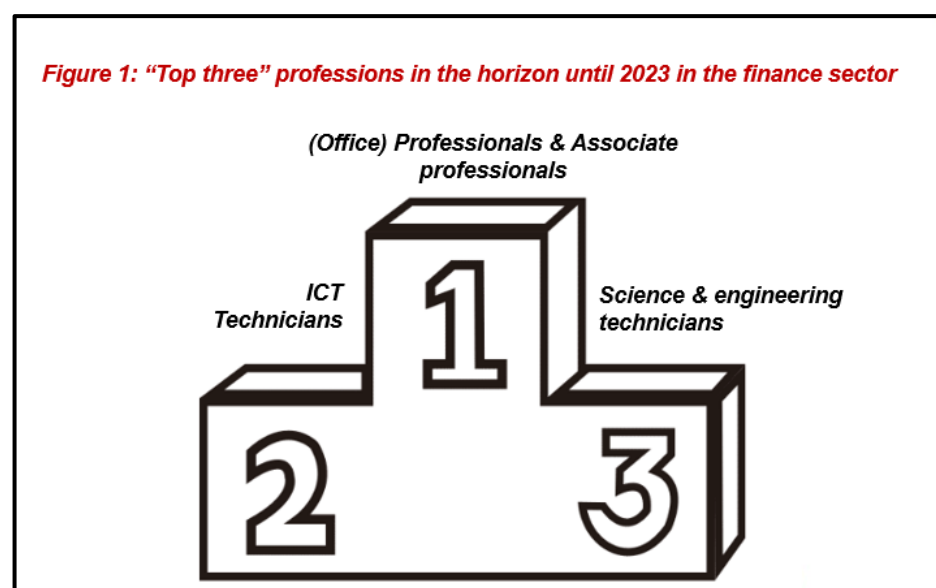 Figure 1: “Top three” professions in the horizon until 2023 in the finance sector
(Office) Professionals & Associate
professionals
ICT
Technicians
Science & engineering
technicians
1
2
3